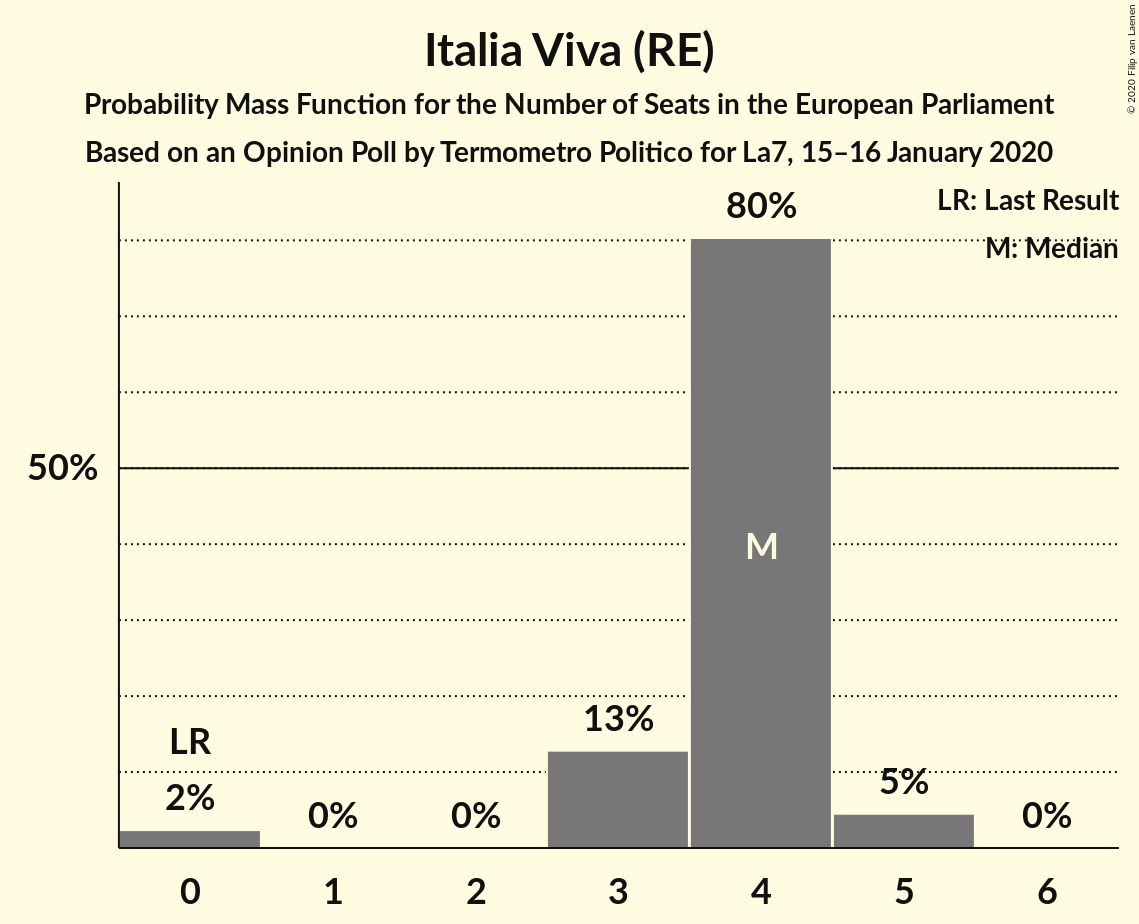 Italia Viva (RE)
Probability Mass Function for the Number of Seats in the European Parliament
Based on an Opinion Poll by Termometro Politico for La7, 15–16 January 2020
© 2020 Filip van Laenen
LR: Last Result
M: Median
80%
50%
M
LR
2%
0%
0%
13%
5%
0%
0 1 2 3 4 5 6